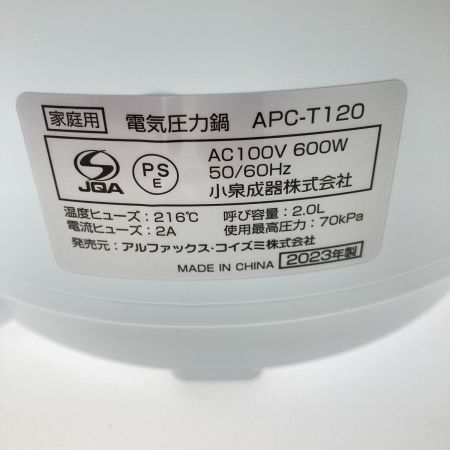 家庭用 電気圧力鍋 APC-T120
S JQA
PS E
AC100V 600W
50/60Hz
小泉成器株式会社
温度ヒューズ：216℃ 呼び容量：2.0L
電流ヒューズ：2A 使用最高圧力：70kPa
発売元：アルファックス・コイズミ株式会社
MADE IN CHINA 2023年製